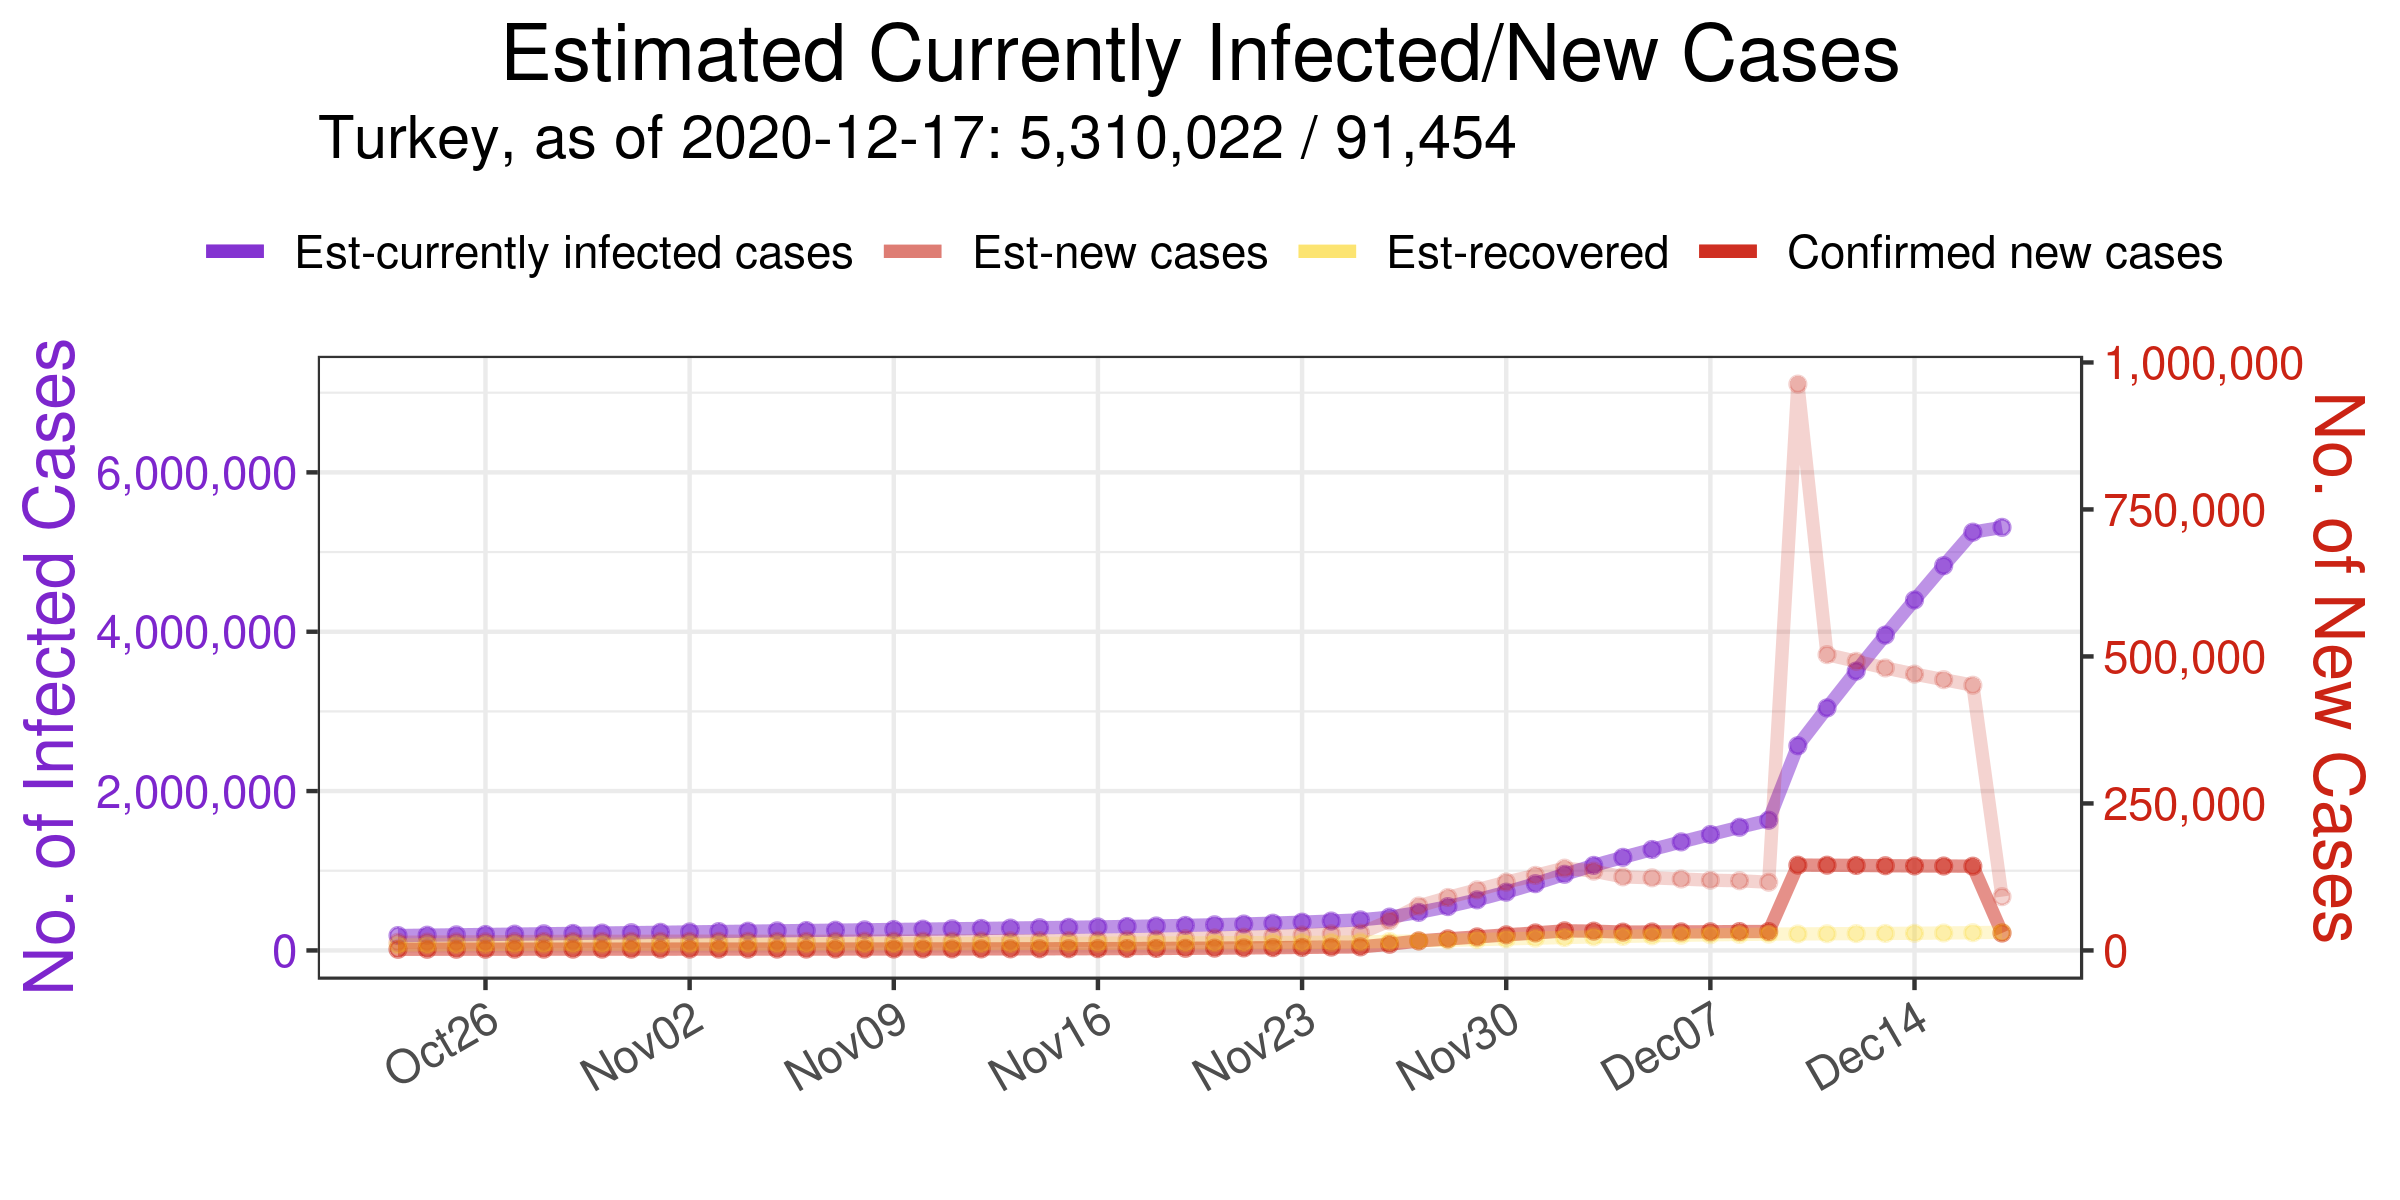 Estimated Currently Infected/New Cases
Turkey, as of 2020-12-17: 5,310,022 / 91,454
Est-currently infected cases Est-new cases Est-recovered Confirmed new cases
No. of Infected Cases
6,000,000
4,000,000
2,000,000
0
1,000,000
750,000
500,000
250,000
0
No. of New Cases
Oct26 Nov02 Nov09 Nov16 Nov23 Nov30 Dec07 Dec14